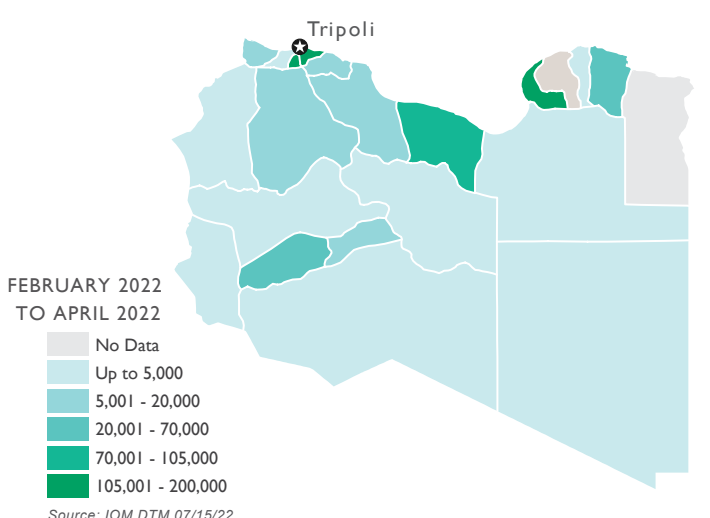 Tripoli
FEBRUARY 2022
TO APRIL 2022
No Data
Up to 5,000
5,001 - 20,000
20,001 - 70,000
70,001 - 105,000
105,001 - 200,000
Source: IOM DTM 07/15/22